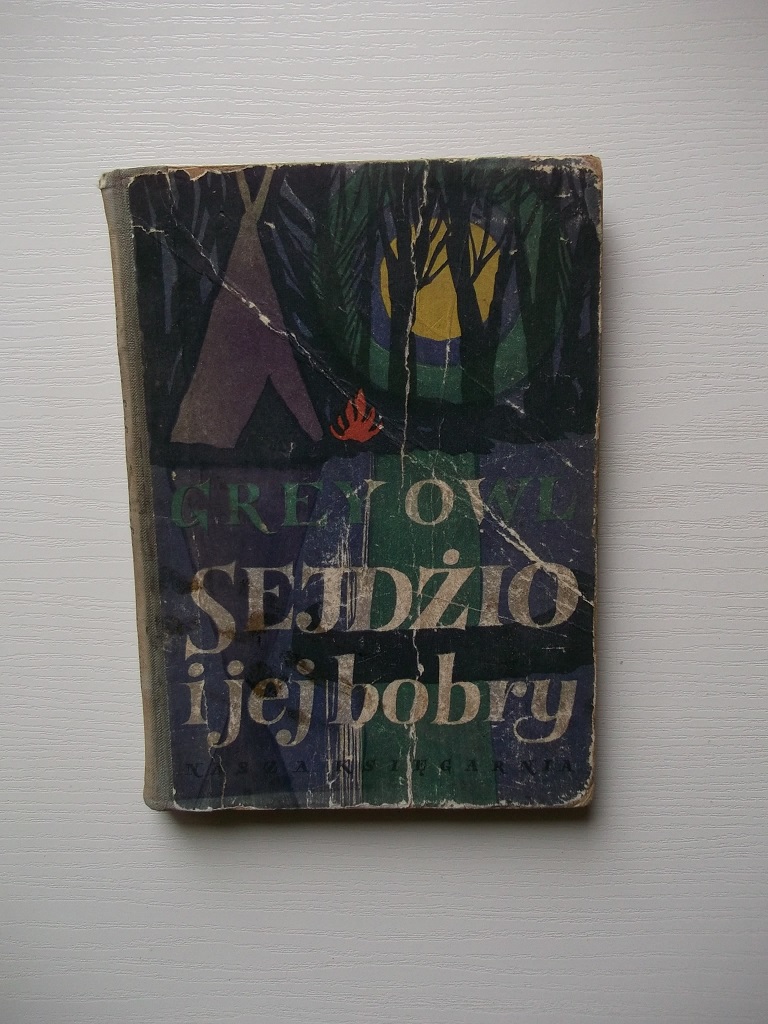 GREY OWL
SEJDŻIO
i jej bobry
NASZA KSIĘGARNIA